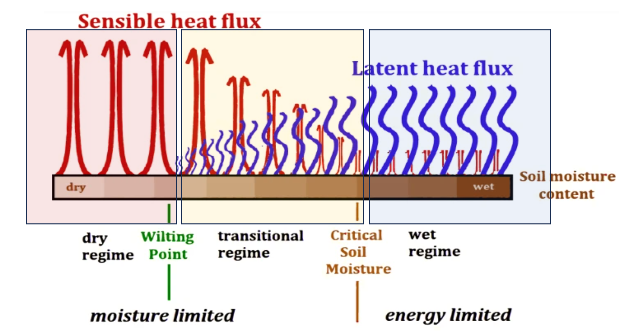 Sensible heat flux
Latent heat flux
dry
wet
Soil moisture
content
dry
regime
Wilting
Point
transitional
regime
Critical
Soil
Moisture
wet
regime
moisture limited
energy limited